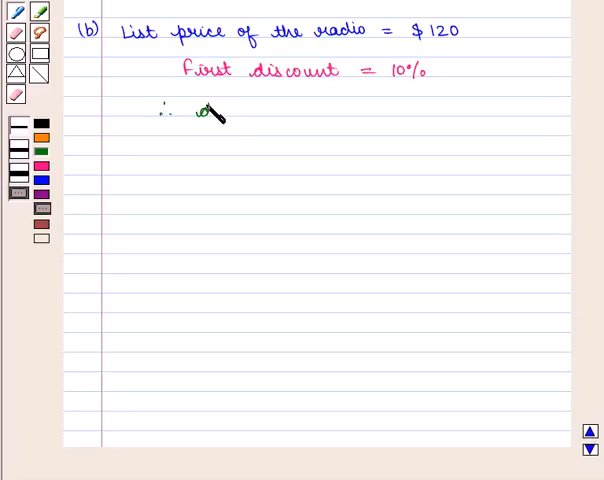 (b) List price of the radio = $ 120
First discount = 10%
∴